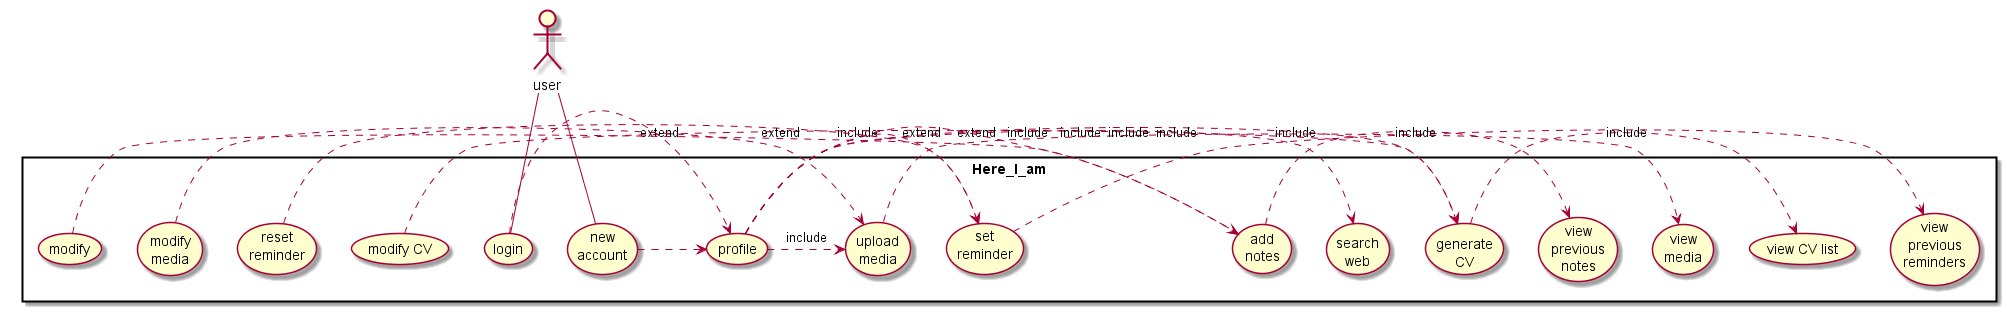 user
extend
extend
include
extend
extend
include
include
include
include
include
include
include
Here_I_am
modify
modify
media
reset
reminder
modify CV
login
new
account
profile
include
upload
media
set
reminder
add
notes
search
web
generate
CV
view
previous
notes
view
media
view CV list
view
previous
reminders